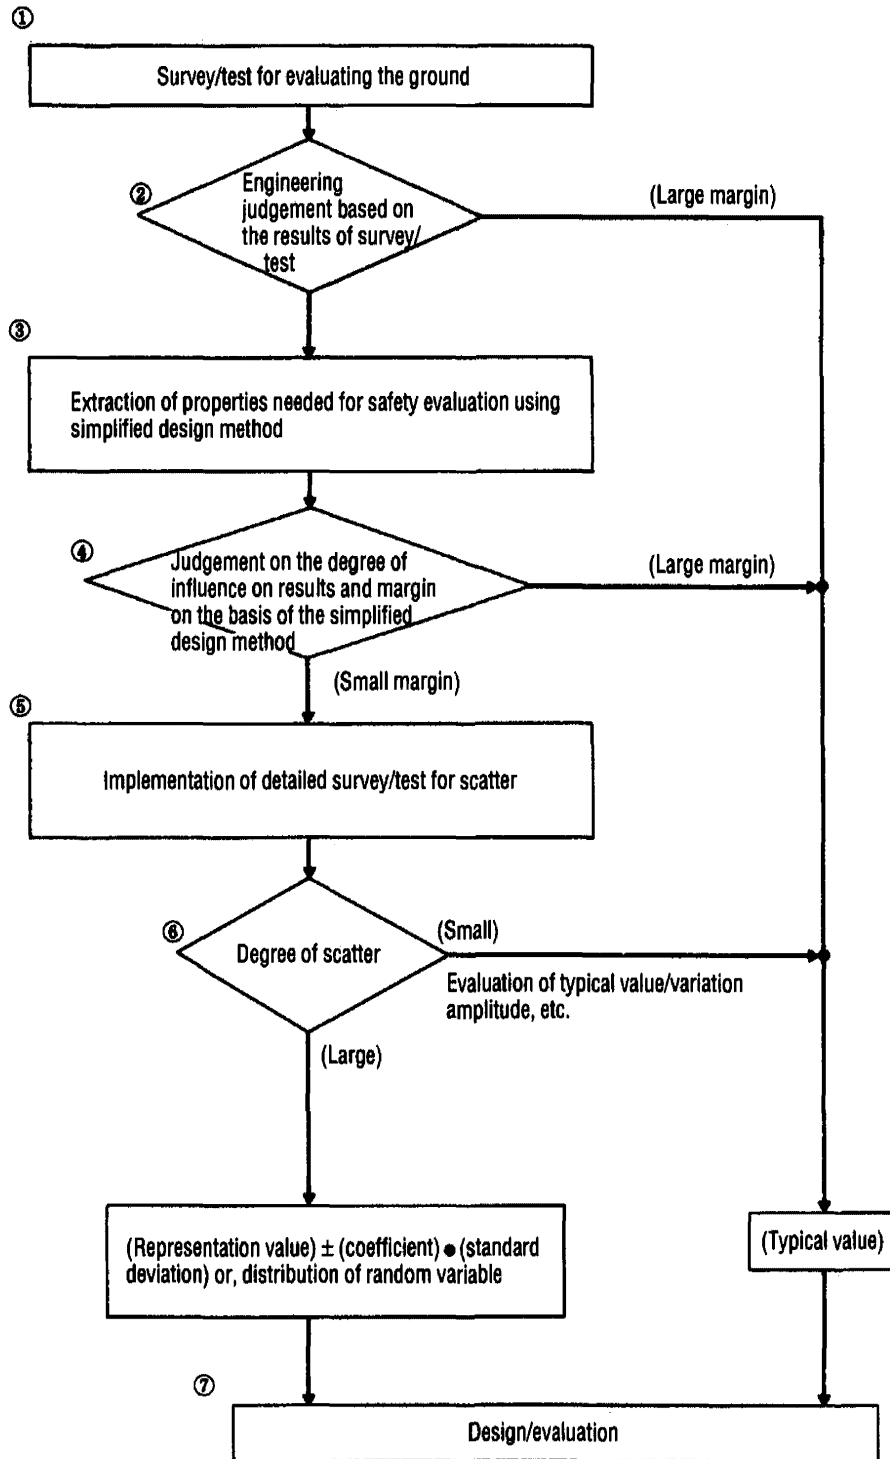 ①
Survey/test for evaluating the ground
②
Engineering
judgement based on
the results of survey/
test
(Large margin)
③
Extraction of properties needed for safety evaluation using
simplified design method
④
Judgement on the degree of
influence on results and margin
on the basis of the simplified
design method
(Large margin)
(Small margin)
⑤
Implementation of detailed survey/test for scatter
⑥
Degree of scatter
(Small)
Evaluation of typical value/variation
amplitude, etc.
(Large)
(Representation value) ± (coefficient) ● (standard
deviation) or, distribution of random variable
(Typical value)
⑦
Design/evaluation